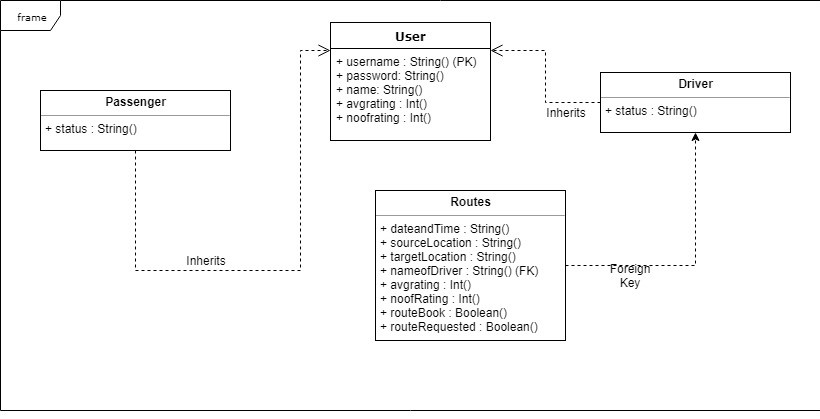 frame
User
+ username : String() (PK)
+ password: String()
+ name: String()
+ avgrating : Int()
+ noofrating : Int()
Passenger
+ status : String()
Driver
+ status : String()
Inherits
Routes
+ dateandTime : String()
+ sourceLocation : String()
+ targetLocation : String()
+ nameofDriver : String() (FK)
+ avgrating : Int()
+ noofRating : Int()
+ routeBook : Boolean()
+ routeRequested : Boolean()
Inherits
Foreign
Key